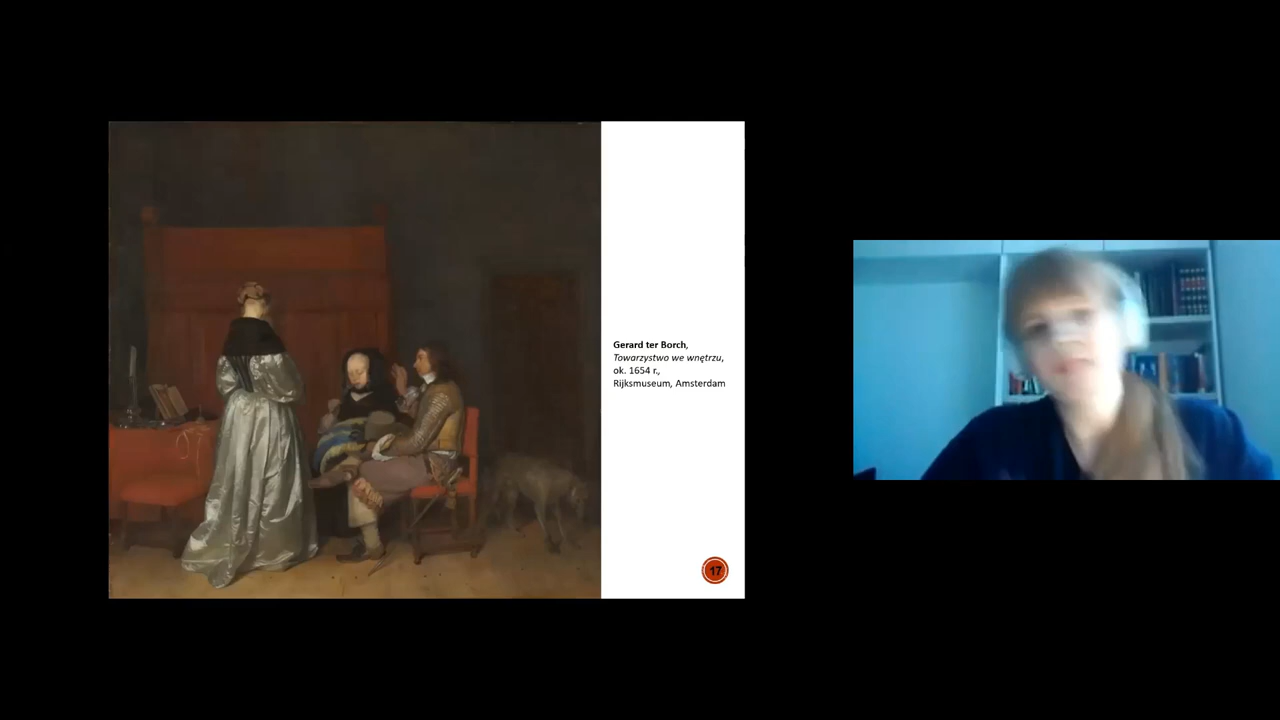 Gerard ter Borch,
Towarzystwo we wnętrzu,
ok. 1654 r.,
Rijksmuseum, Amsterdam
17